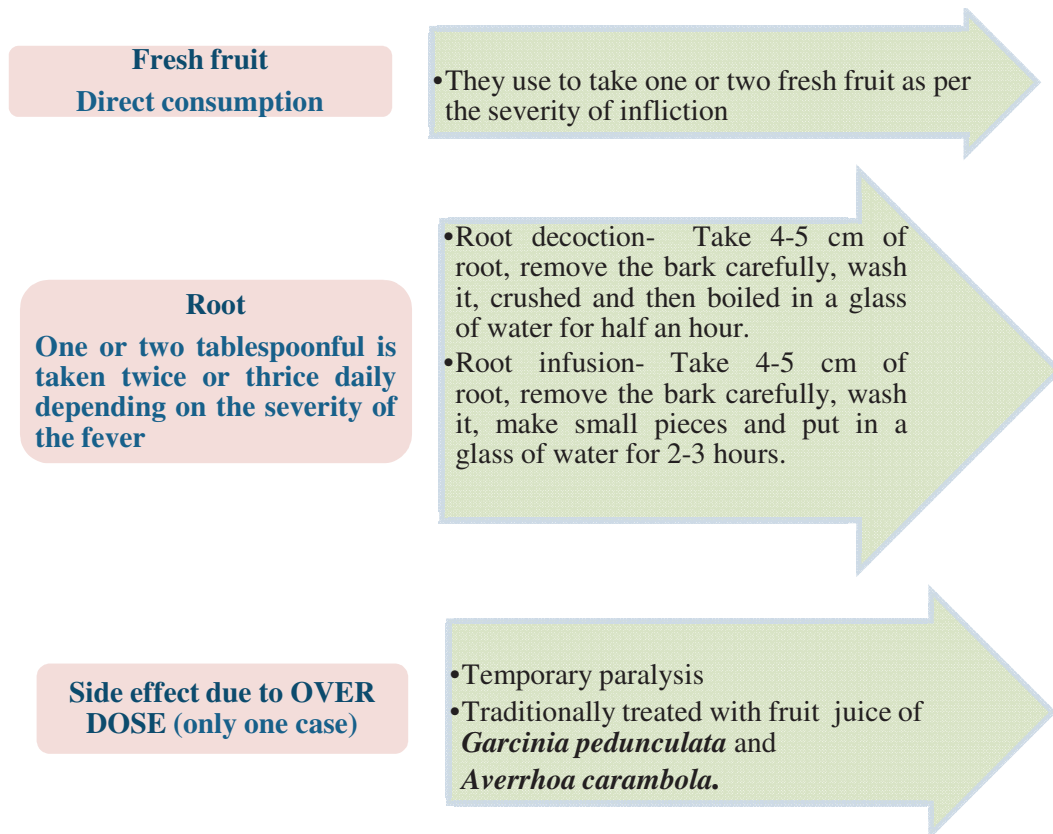 Fresh fruit
Direct consumption
•They use to take one or two fresh fruit as per
the severity of infliction
Root
One or two tablespoonful is
taken twice or thrice daily
depending on the severity of
the fever
•Root decoction- Take 4-5 cm of
root, remove the bark carefully, wash
it, crushed and then boiled in a glass
of water for half an hour.
•Root infusion- Take 4-5 cm of
root, remove the bark carefully, wash
it, make small pieces and put in a
glass of water for 2-3 hours.
Side effect due to OVER
DOSE (only one case)
•Temporary paralysis
•Traditionally treated with fruit juice of
Garcinia pedunculata and
Averrhoa carambola.